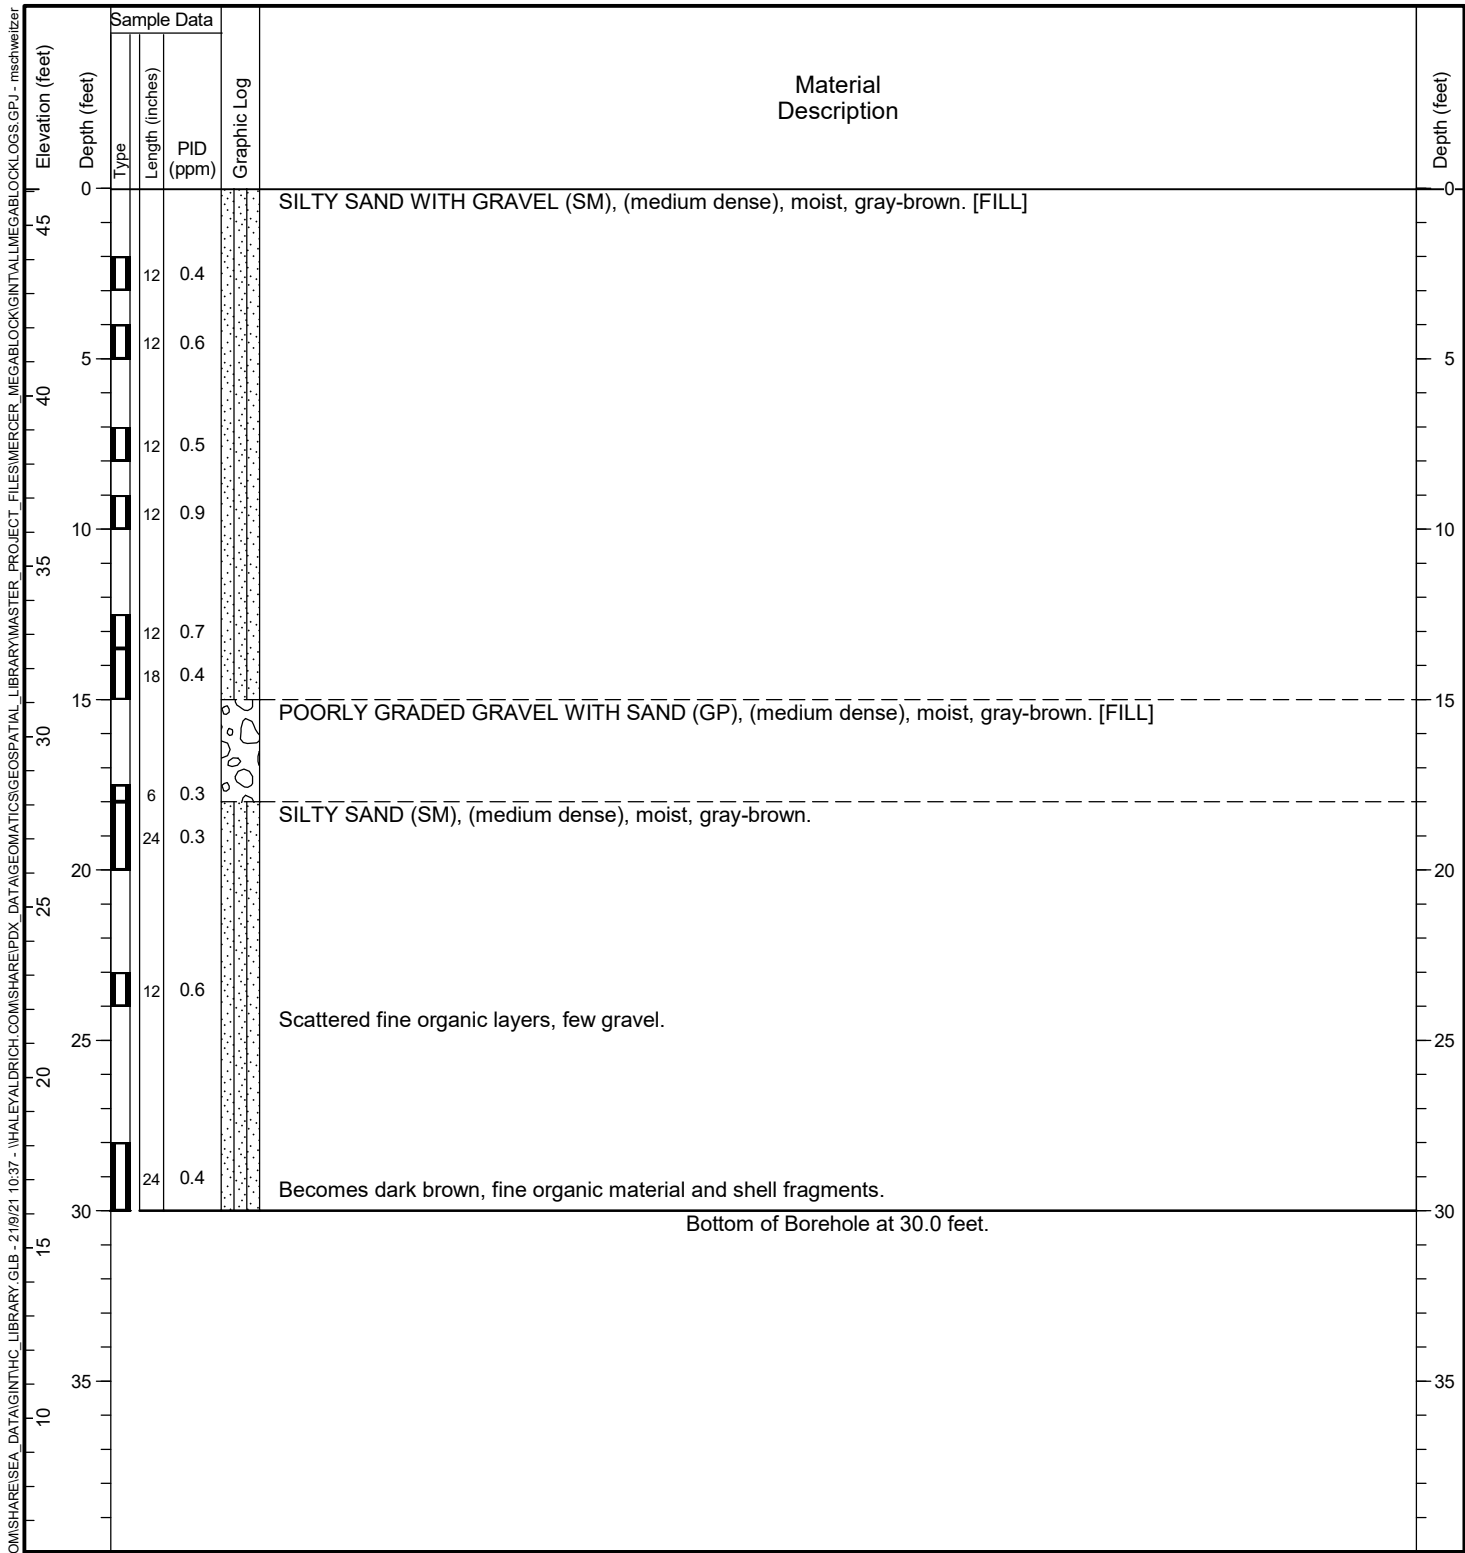 OM\SHARE\SEA_DATA\GINT\HC_LIBRARY.GLB - 21/9/21 10:37 - \\HALEYALDRICH.COM\SHARE\PDX_DATA\GEOMATICS\GEOSPATIAL_LIBRARY\MASTER_PROJECT_FILES\MERCER_MEGABLOCK\GINT\ALLMEGABLOCKLOGS.GPJ - mschweitzer
Sample Data
Elevation (feet)
Depth (feet)
Type
Length (inches)
PID
(ppm)
Graphic Log
Material
Description
Depth (feet)
0 SILTY SAND WITH GRAVEL (SM), (medium dense), moist, gray-brown. [FILL] 0
45
12 0.4
12 0.6
5 5
40
12 0.5
12 0.9
10 10
35
12 0.7
18 0.4
15 15
POORLY GRADED GRAVEL WITH SAND (GP), (medium dense), moist, gray-brown. [FILL]
30
6 0.3
SILTY SAND (SM), (medium dense), moist, gray-brown.
24 0.3
20 20
25
12 0.6
Scattered fine organic layers, few gravel.
25 25
20
24 0.4
Becomes dark brown, fine organic material and shell fragments.
30 30
Bottom of Borehole at 30.0 feet.
15
35 35
10